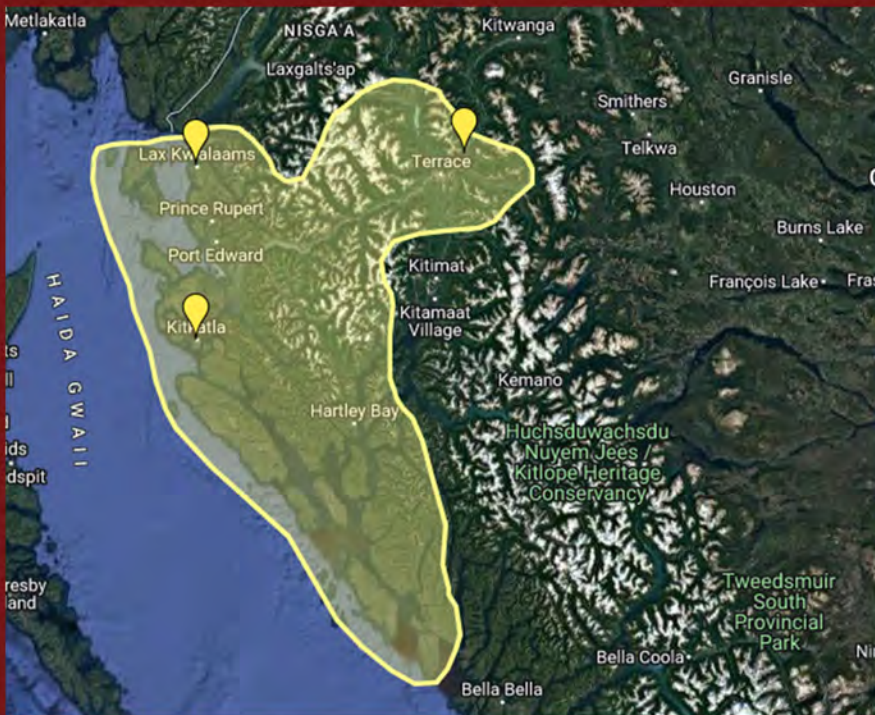 Metlakatla
NISGA'A
Kitwanga
Laxgalts'ap
Granisle
Smithers
Telkwa
Lax Kwalaams
Terrace
Houston
Prince Rupert
Burns Lake
Port Edward
Kitimat
François Lake
HAIDA GWAII
Kitamaat
Village
Kitkatla
Kemano
Hartley Bay
Huchsduwachsdu
Nuyem Jees /
Kitlope Heritage
Conservancy
Tweedsmuir
South
Provincial
Park
Bella Coola
Bella Bella